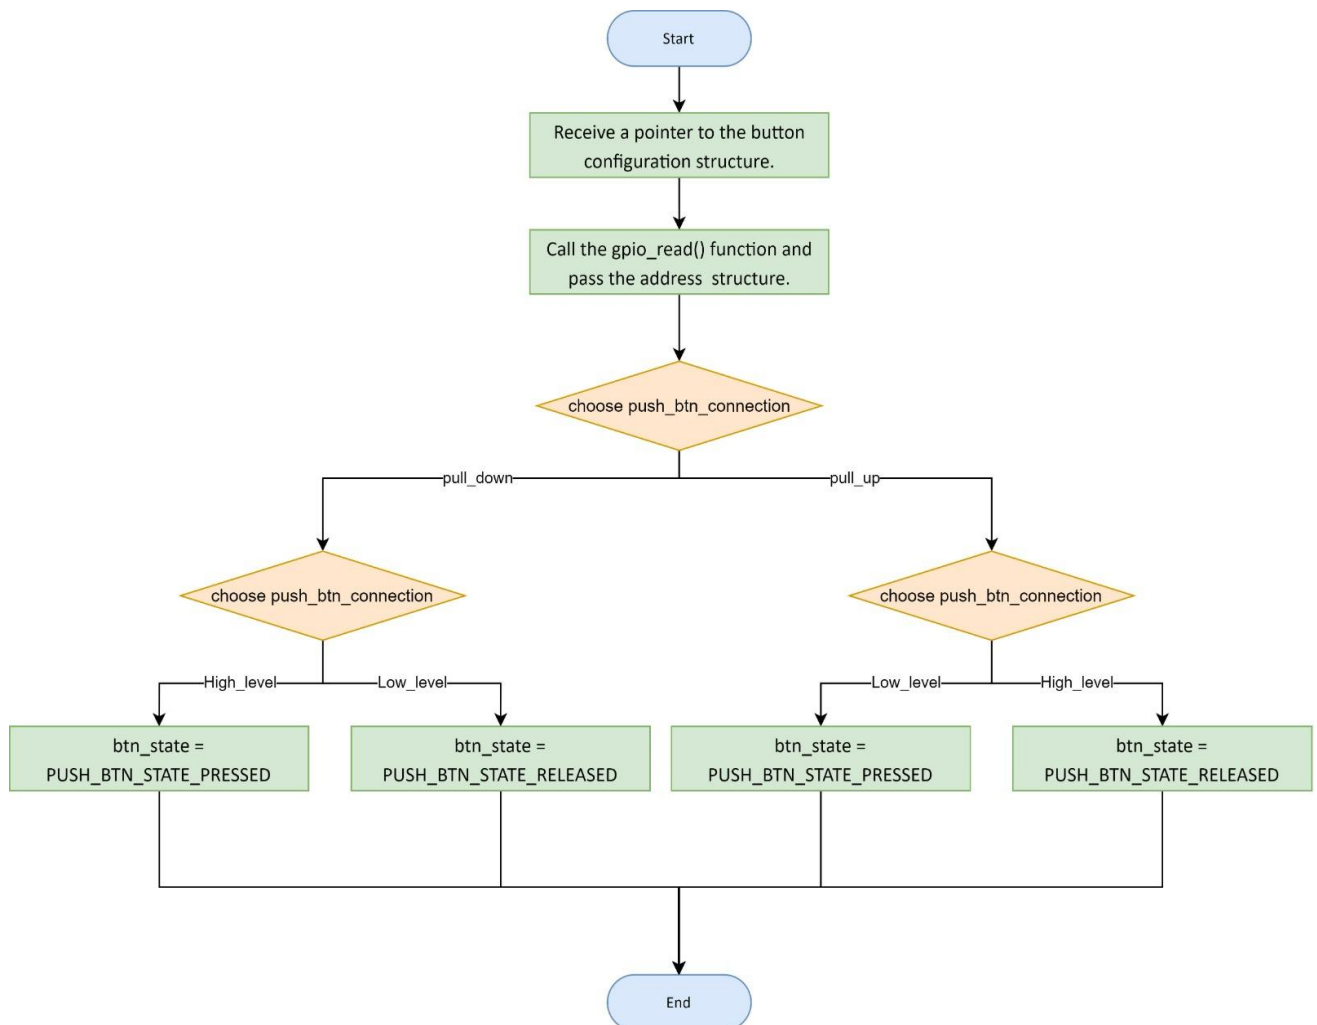 Start
Receive a pointer to the button
configuration structure.
Call the gpio_read() function and
pass the address  structure.
choose push_btn_connection
pull_down
pull_up
choose push_btn_connection
choose push_btn_connection
High_level
Low_level
Low_level
High_level
btn_state =
PUSH_BTN_STATE_PRESSED
btn_state =
PUSH_BTN_STATE_RELEASED
btn_state =
PUSH_BTN_STATE_PRESSED
btn_state =
PUSH_BTN_STATE_RELEASED
End